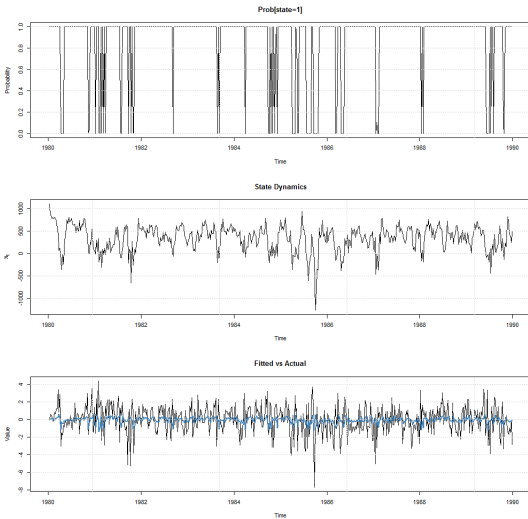 Prob[state=1]
Probability
0.0 0.2 0.4 0.6 0.8 1.0
1980 1982 1984 1986 1988 1990
Time
State Dynamics
-1000 -500 0 500 1000
1980 1982 1984 1986 1988 1990
Time
Fitted vs Actual
Value
-8 -6 -4 -2 0 2 4
1980 1982 1984 1986 1988 1990
Time